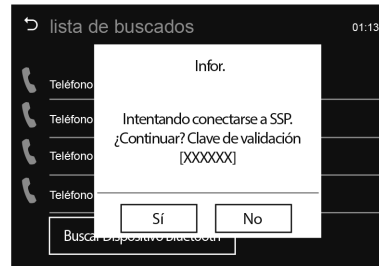 lista de buscados
01:13
Infor.
Teléfono
Teléfono
Intentando conectarse a SSP.
¿Continuar? Clave de validación
[XXXXXX]
Teléfono
Teléfono
Sí
No
Buscar Dispositivo Bluetooth